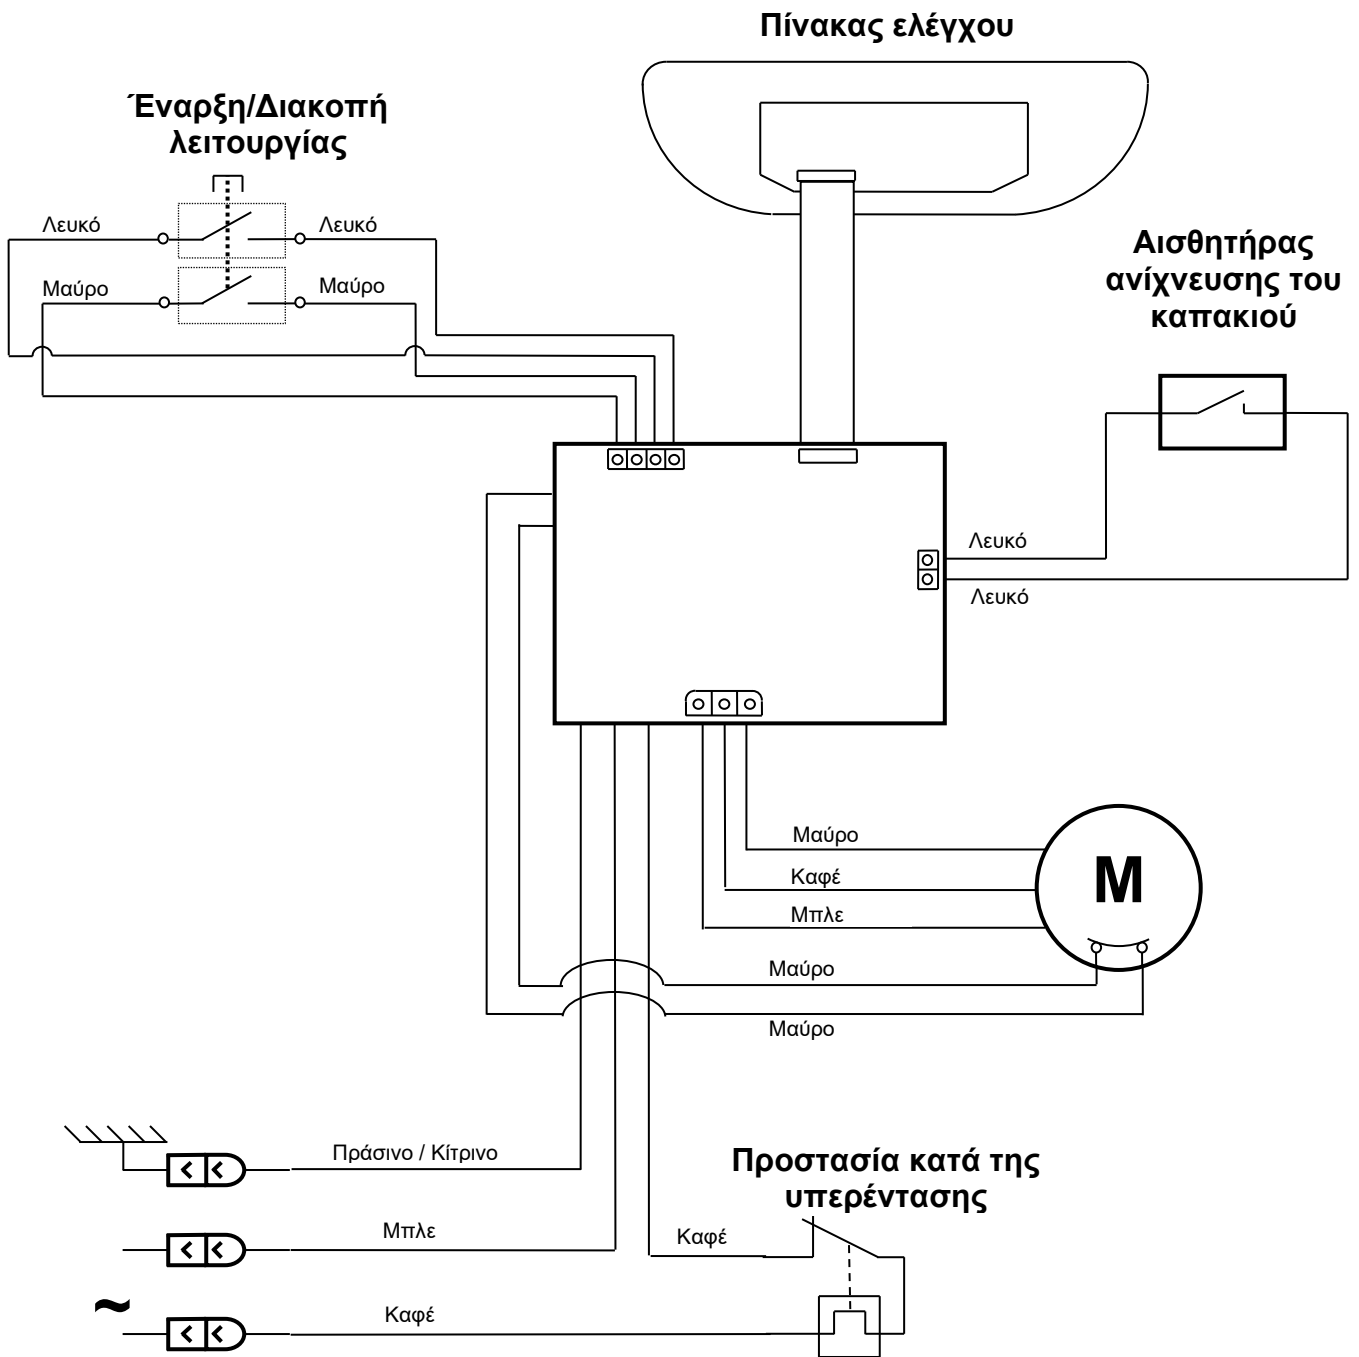 Πίνακας ελέγχου
Έναρξη/Διακοπή
λειτουργίας
Λευκό
Λευκό
Μαύρο
Μαύρο
Αισθητήρας
ανίχνευσης του
καπακιού
Λευκό
Λευκό
Μαύρο
Καφέ
Μπλε
M
Μαύρο
Μαύρο
Πράσινο / Κίτρινο
Προστασία κατά της
υπερέντασης
Μπλε
Καφέ
~
Καφέ